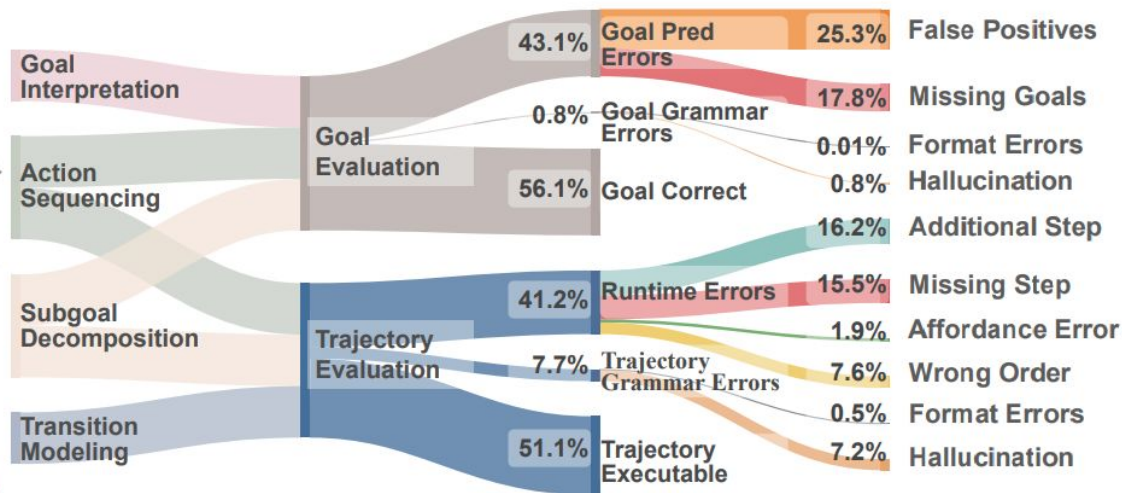 Goal
Interpretation
Action
Sequencing
Subgoal
Decomposition
Transition
Modeling
Goal
Evaluation
Trajectory
Evaluation
43.1%
Goal Pred
Errors
0.8%
Goal Grammar
Errors
56.1%
Goal Correct
41.2%
Runtime Errors
7.7%
Trajectory
Grammar Errors
51.1%
Trajectory
Executable
25.3%
False Positives
17.8%
Missing Goals
0.01%
Format Errors
0.8%
Hallucination
16.2%
Additional Step
15.5%
Missing Step
1.9%
Affordance Error
7.6%
Wrong Order
0.5%
Format Errors
7.2%
Hallucination